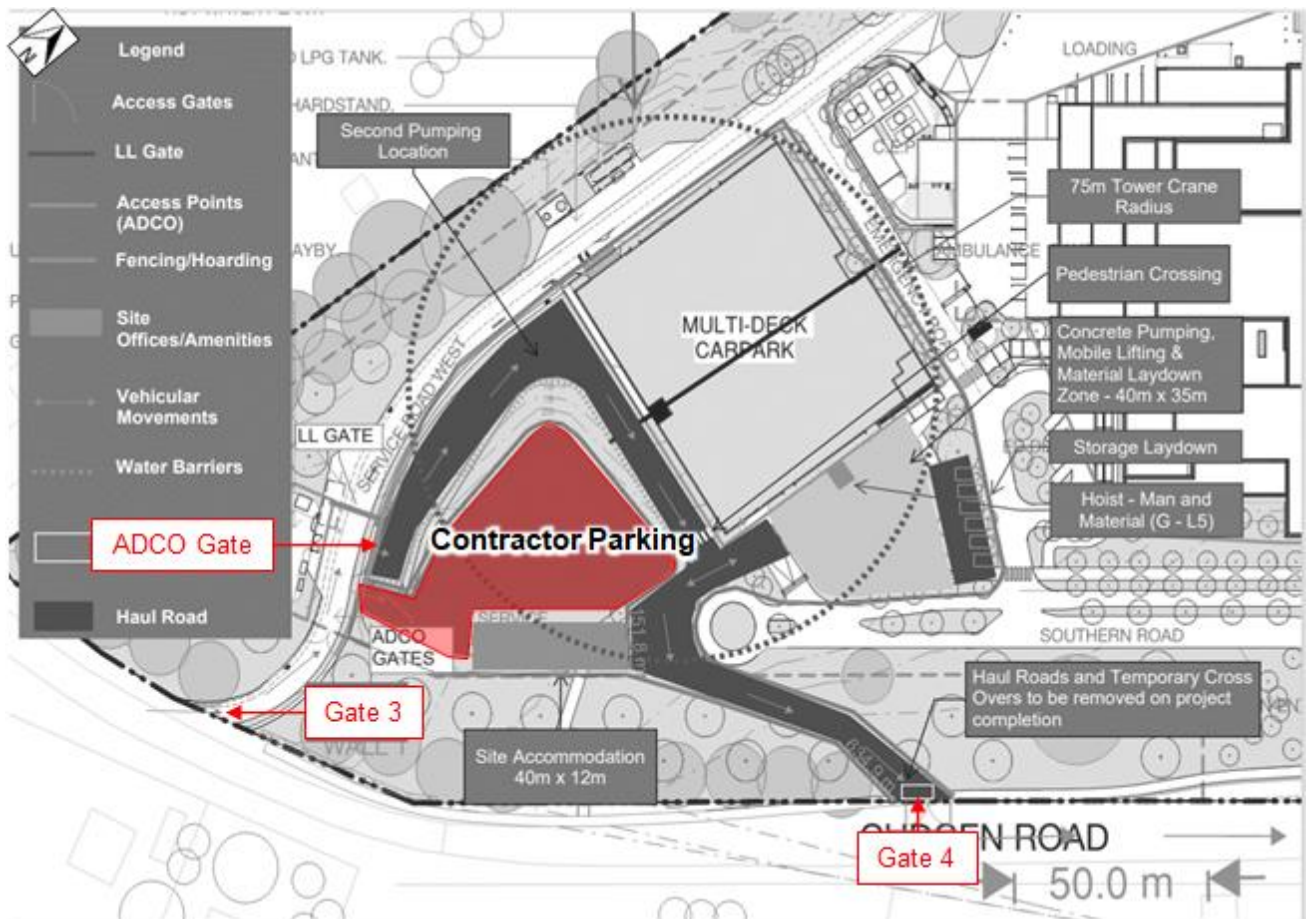 N
Legend
Access Gates
LL Gate
Access Points
(ADCO)
Fencing/Hoarding
Site
Offices/Amenities
Vehicular
Movements
Water Barriers
ADCO Gate
Haul Road
LPG TANK.
HARDSTAND.
Second Pumping
Location
LOADING
75m Tower Crane
Radius
AMBULANCE
Pedestrian Crossing
MULTI-DECK
CARPARK
Concrete Pumping,
Mobile Lifting &
Material Laydown
Zone - 40m x 35m
SERVICE ROAD WEST
LL GATE
Storage Laydown
Hoist - Man and
Material (G - L5)
Contractor Parking
SERVICE
ADCO
GATES
SOUTHERN ROAD
Gate 3
Haul Roads and Temporary Cross
Overs to be removed on project
completion
Site Accommodation
40m x 12m
ROAD
Gate 4
50.0 m